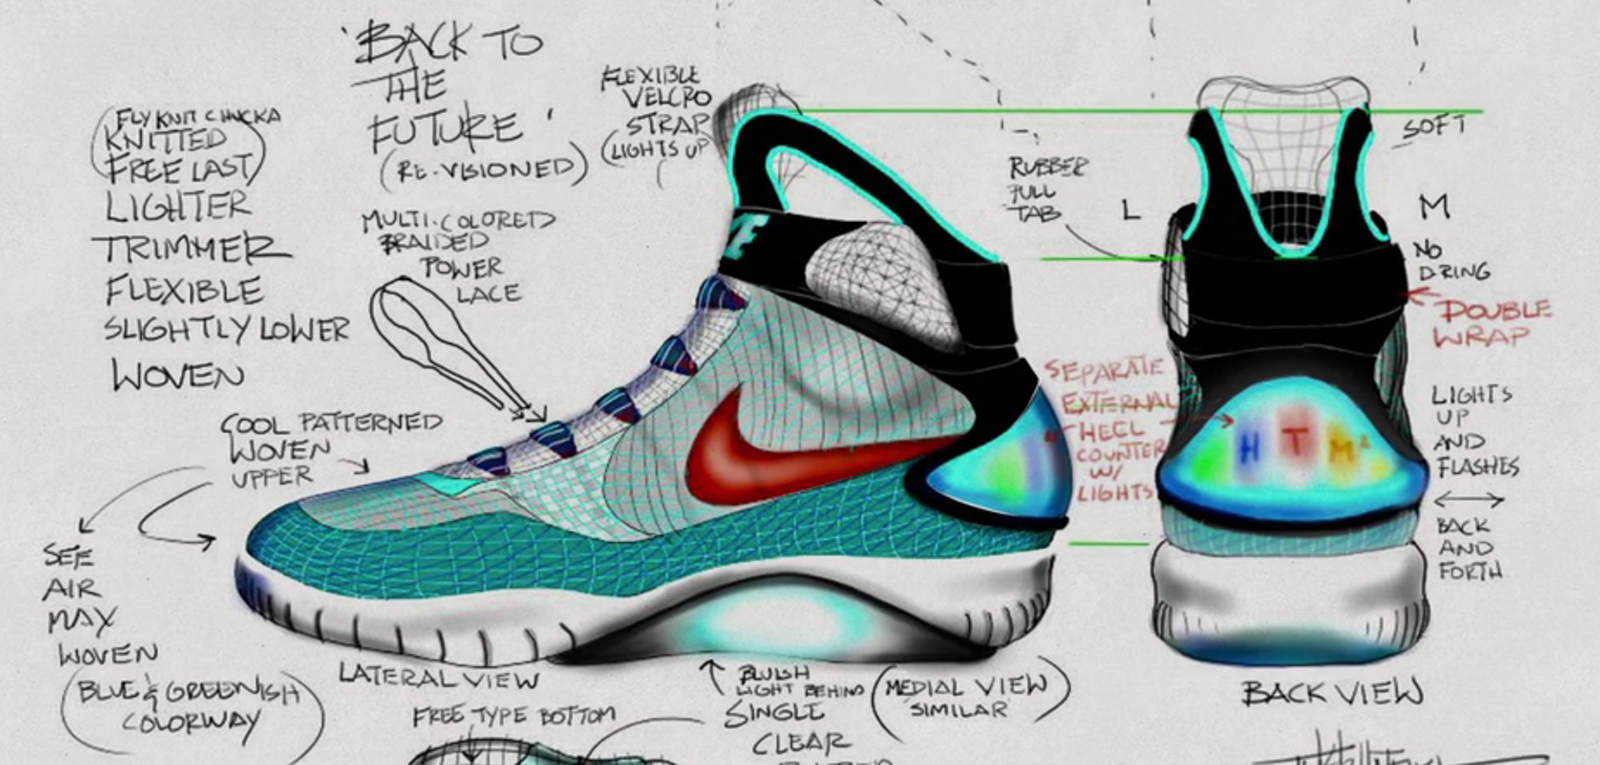 'BACK TO
THE
FUTURE'
(RE-VISIONED)
(FLYKNIT CHUCKA
KNITTED
FREE LAST)
LIGHTER
TRIMMER
FLEXIBLE
SLIGHTLY LOWER
WOVEN
MULTI-COLORED
BRAIDED
POWER
LACE
FLEXIBLE
VELCRO
STRAP
(LIGHTS UP)
COOL PATTERNED
WOVEN
UPPER
SEE
AIR
MAX
WOVEN
(BLUE & GREENISH
COLORWAY)
LATERAL VIEW
FREE TYPE BOTTOM
BLUISH
LIGHT BEHIND
SINGLE
CLEAR
(MEDIAL VIEW
SIMILAR)
RUBBER
PULL
TAB
L
M
SOFT
NO
D-RING
DOUBLE
WRAP
SEPARATE
EXTERNAL
HEEL
COUNTER
W/
LIGHTS
H T M²
LIGHTS
UP
AND
FLASHES
BACK
AND
FORTH
BACK VIEW